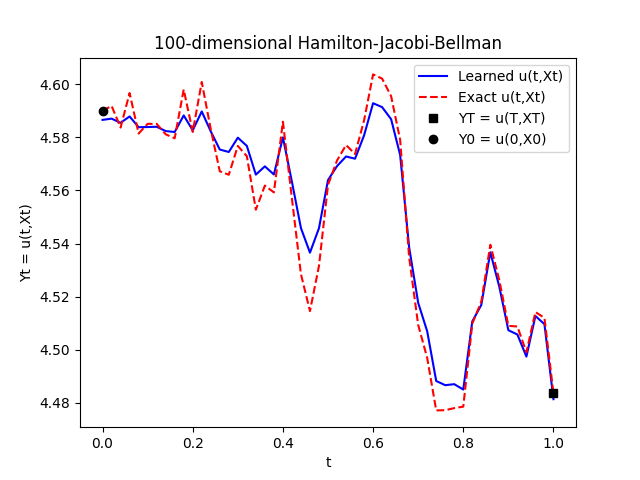 100-dimensional Hamilton-Jacobi-Bellman
Learned u(t,Xt)
Exact u(t,Xt)
YT = u(T,XT)
Y0 = u(0,X0)
Yt = u(t,Xt)
4.60
4.58
4.56
4.54
4.52
4.50
4.48
0.0 0.2 0.4 0.6 0.8 1.0
t